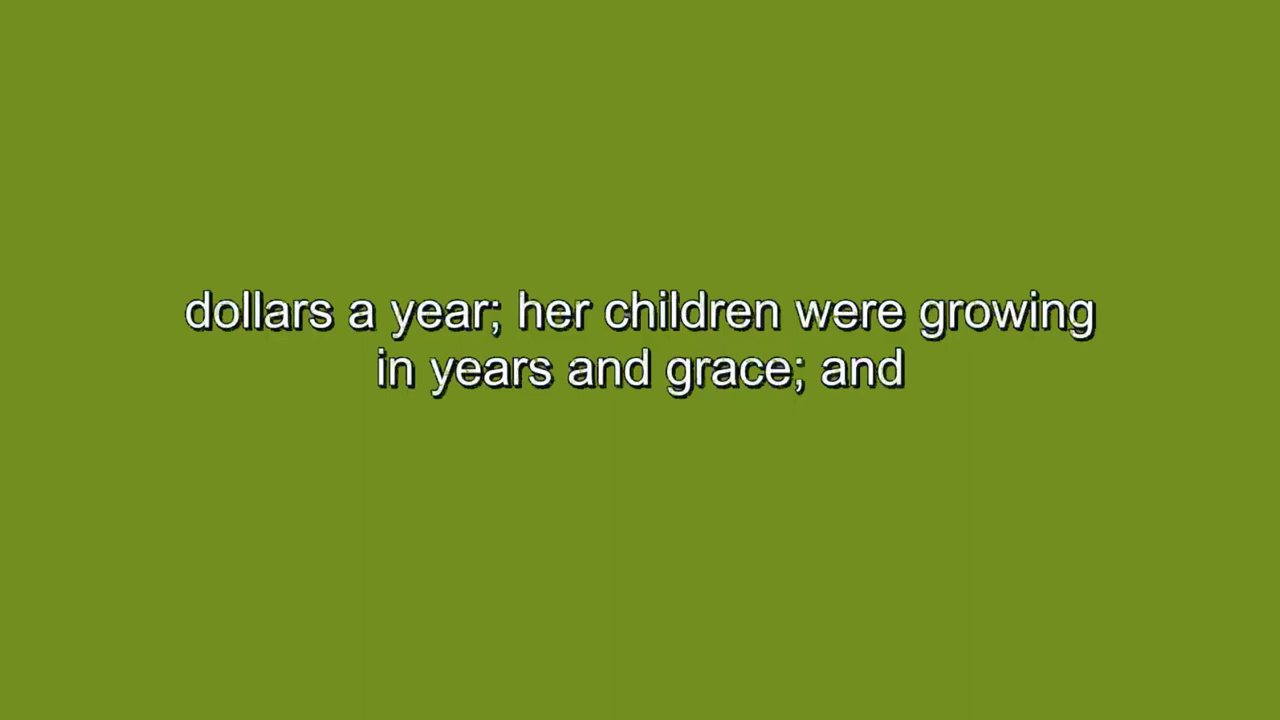 dollars a year; her children were growing
in years and grace; and